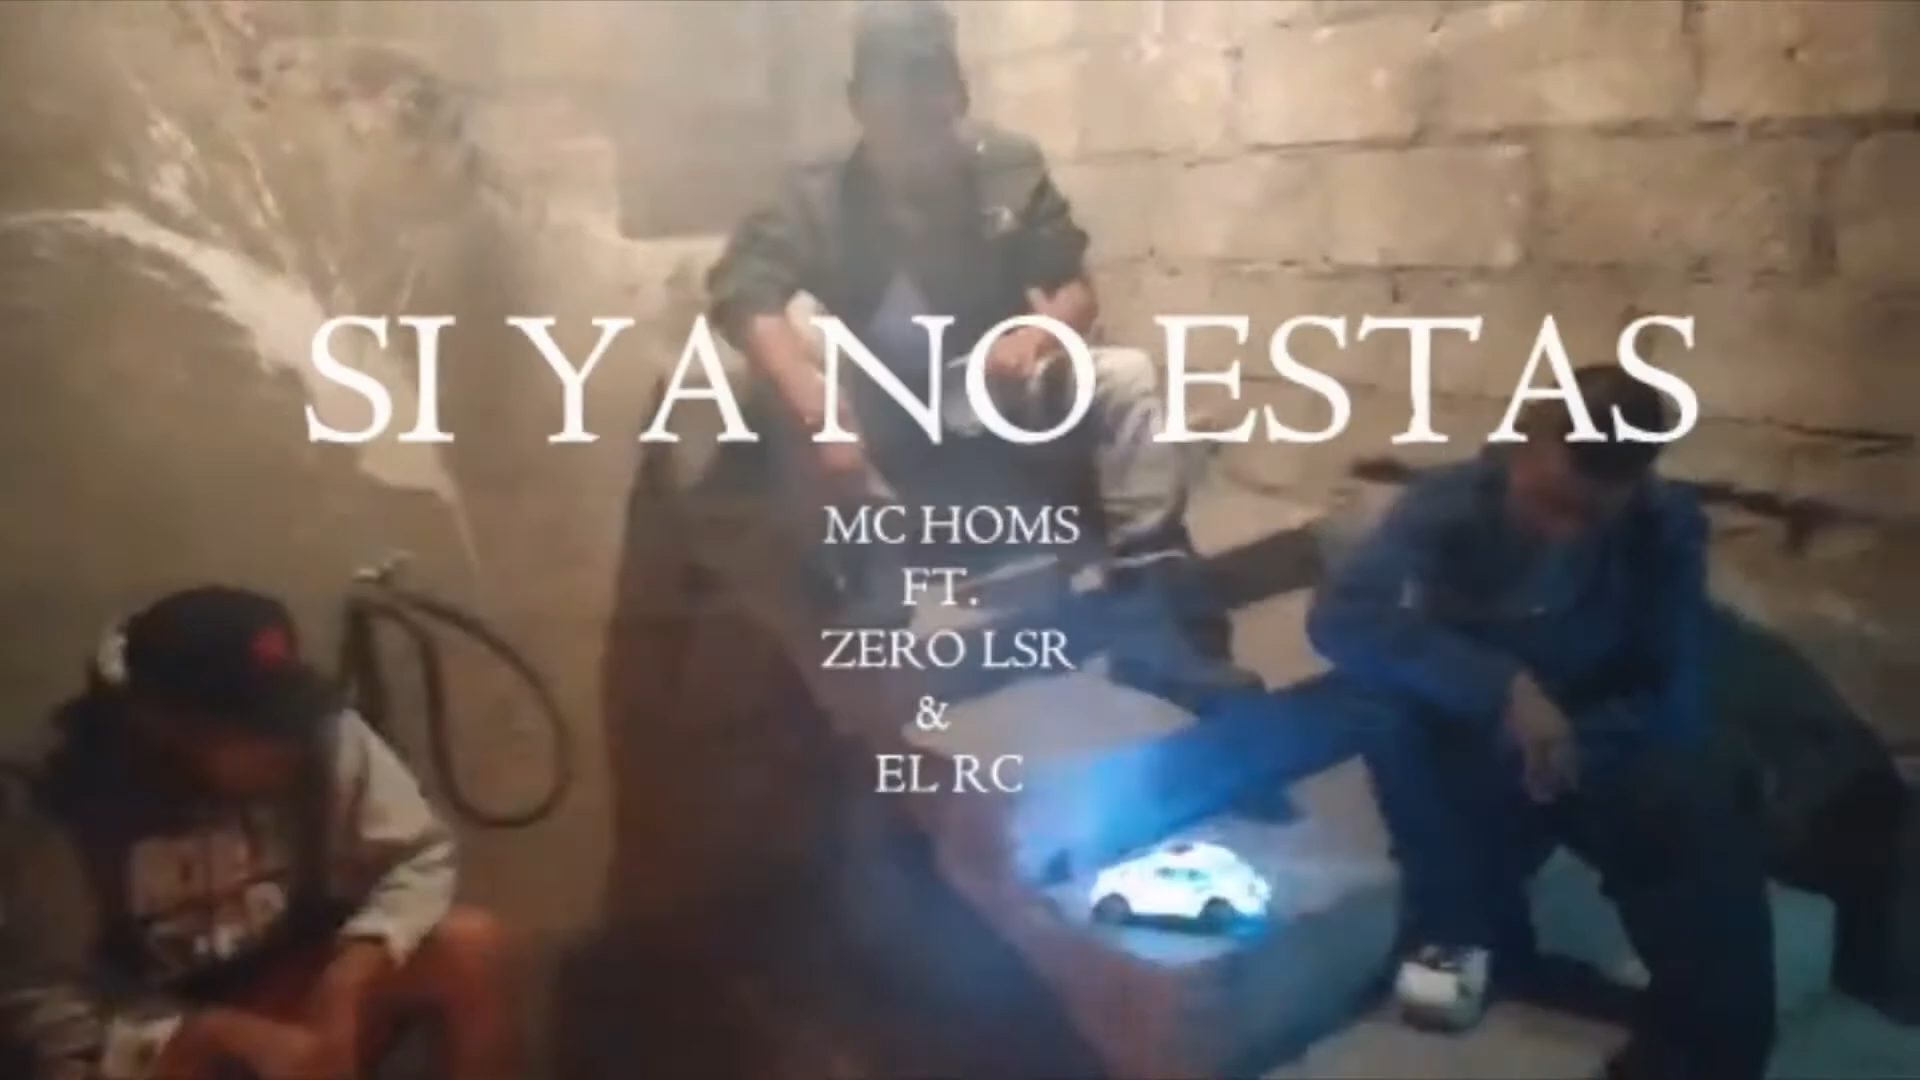 SI YA NO ESTAS
MC HOMS
FT.
ZERO LSR
&
EL RC